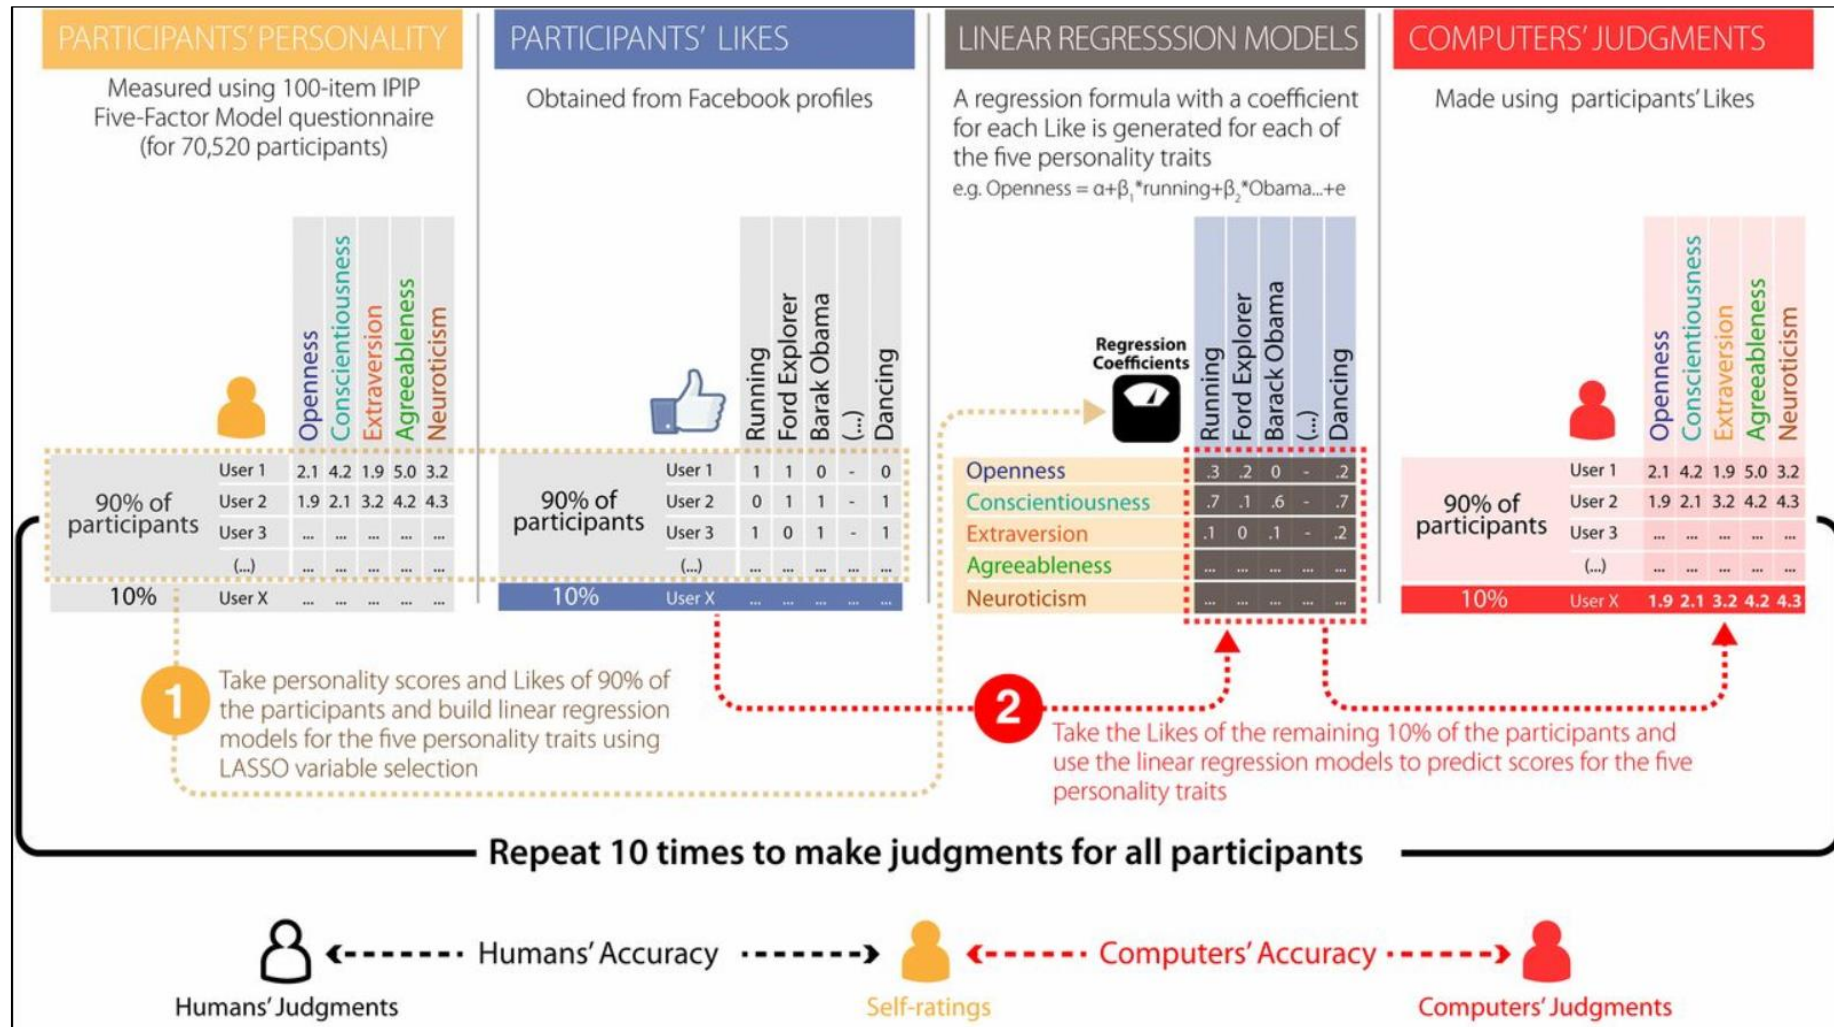 PARTICIPANTS' PERSONALITY
Measured using 100-item IPIP
Five-Factor Model questionnaire
(for 70,520 participants)
Openness
Conscientiousness
Extraversion
Agreeableness
Neuroticism
90% of
participants
User 1 2.1 4.2 1.9 5.0 3.2
User 2 1.9 2.1 3.2 4.2 4.3
User 3 ... ... ... ... ...
(...) ... ... ... ... ...
10% User X ... ... ... ... ...
PARTICIPANTS' LIKES
Obtained from Facebook profiles
Running
Ford Explorer
Barak Obama
(...)
Dancing
90% of
participants
User 1 1 1 0 - 0
User 2 0 1 1 - 1
User 3 1 0 1 - 1
(...) ... ... ... ... ...
10% User X ... ... ... ... ...
LINEAR REGRESSSION MODELS
A regression formula with a coefficient
for each Like is generated for each of
the five personality traits
e.g. Openness = α+β₁*running+β₂*Obama...+e
Regression
Coefficients
Running
Ford Explorer
Barack Obama
(...)
Dancing
Openness .3 .2 0 - .2
Conscientiousness .7 .1 .6 - .7
Extraversion .1 0 .1 - .2
Agreeableness ... ... ... ... ...
Neuroticism ... ... ... ... ...
COMPUTERS' JUDGMENTS
Made using participants' Likes
Openness
Conscientiousness
Extraversion
Agreeableness
Neuroticism
90% of
participants
User 1 2.1 4.2 1.9 5.0 3.2
User 2 1.9 2.1 3.2 4.2 4.3
User 3 ... ... ... ... ...
(...) ... ... ... ... ...
10% User X 1.9 2.1 3.2 4.2 4.3
1
Take personality scores and Likes of 90% of
the participants and build linear regression
models for the five personality traits using
LASSO variable selection
2
Take the Likes of the remaining 10% of the participants and
use the linear regression models to predict scores for the five
personality traits
Repeat 10 times to make judgments for all participants
Humans' Accuracy
Computers' Accuracy
Humans' Judgments
Self-ratings
Computers' Judgments